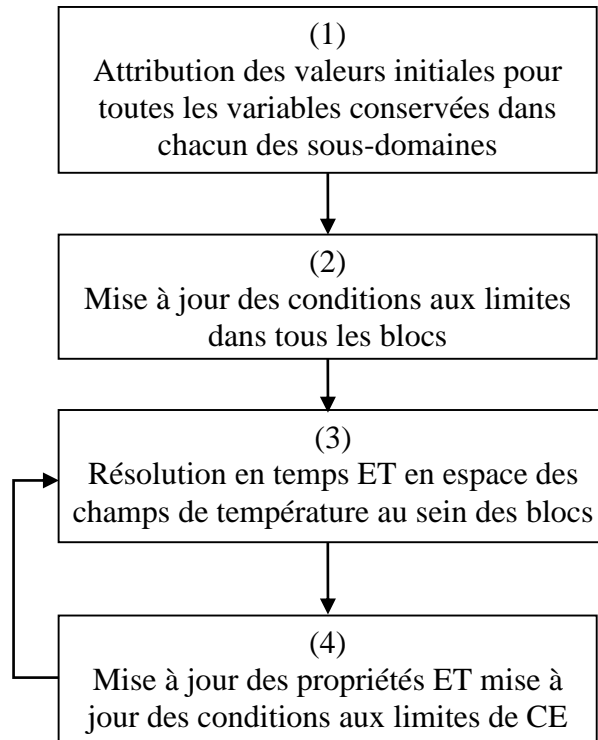 (1)
Attribution des valeurs initiales pour
toutes les variables conservées dans
chacun des sous-domaines
(2)
Mise à jour des conditions aux limites
dans tous les blocs
(3)
Résolution en temps ET en espace des
champs de température au sein des blocs
(4)
Mise à jour des propriétés ET mise à
jour des conditions aux limites de CE